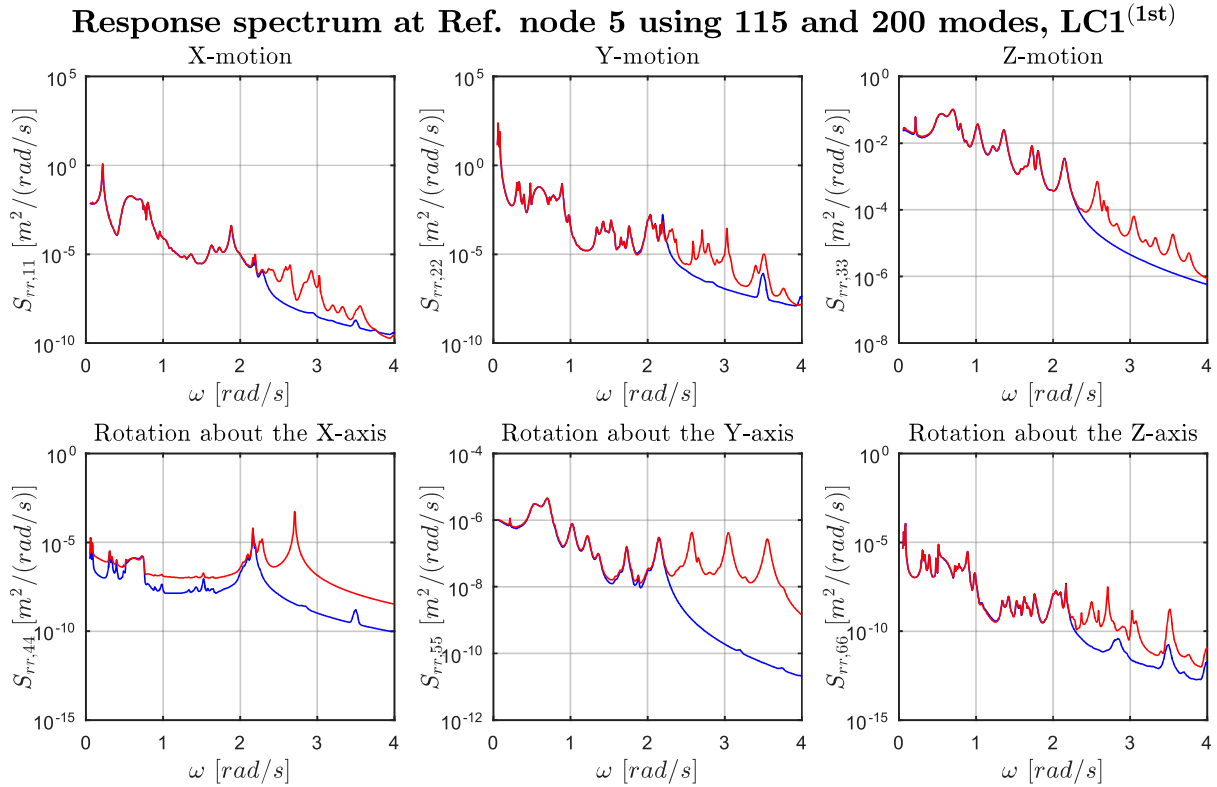 Response spectrum at Ref. node 5 using 115 and 200 modes, LC1(1st)
X-motion
Y-motion
Z-motion
S_rr,11 [m²/(rad/s)]
10^5
10^0
10^-5
10^-10
0 1 2 3 4
ω [rad/s]
S_rr,22 [m²/(rad/s)]
10^5
10^0
10^-5
10^-10
0 1 2 3 4
ω [rad/s]
S_rr,33 [m²/(rad/s)]
10^0
10^-2
10^-4
10^-6
10^-8
0 1 2 3 4
ω [rad/s]
Rotation about the X-axis
Rotation about the Y-axis
Rotation about the Z-axis
S_rr,44 [m²/(rad/s)]
10^0
10^-5
10^-10
10^-15
0 1 2 3 4
ω [rad/s]
S_rr,55 [m²/(rad/s)]
10^-4
10^-6
10^-8
10^-10
10^-12
0 1 2 3 4
ω [rad/s]
S_rr,66 [m²/(rad/s)]
10^0
10^-5
10^-10
10^-15
0 1 2 3 4
ω [rad/s]